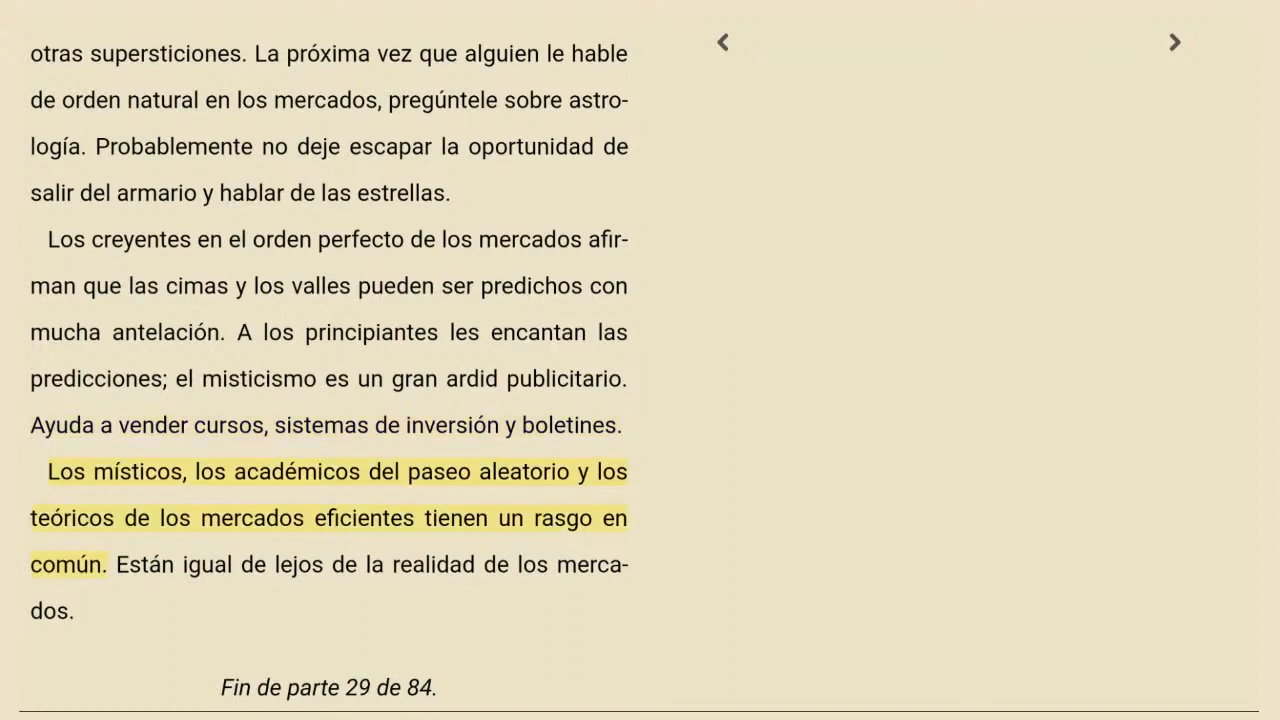 otras supersticiones. La próxima vez que alguien le hable
de orden natural en los mercados, pregúntele sobre astro-
logía. Probablemente no deje escapar la oportunidad de
salir del armario y hablar de las estrellas.
Los creyentes en el orden perfecto de los mercados afir-
man que las cimas y los valles pueden ser predichos con
mucha antelación. A los principiantes les encantan las
predicciones; el misticismo es un gran ardid publicitario.
Ayuda a vender cursos, sistemas de inversión y boletines.
Los místicos, los académicos del paseo aleatorio y los
teóricos de los mercados eficientes tienen un rasgo en
común. Están igual de lejos de la realidad de los merca-
dos.
Fin de parte 29 de 84.